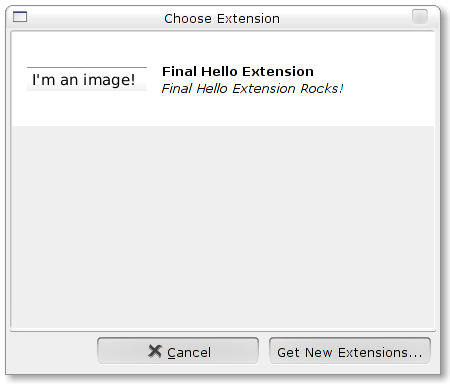 Choose Extension
I'm an image!
Final Hello Extension
Final Hello Extension Rocks!
Cancel
Get New Extensions...